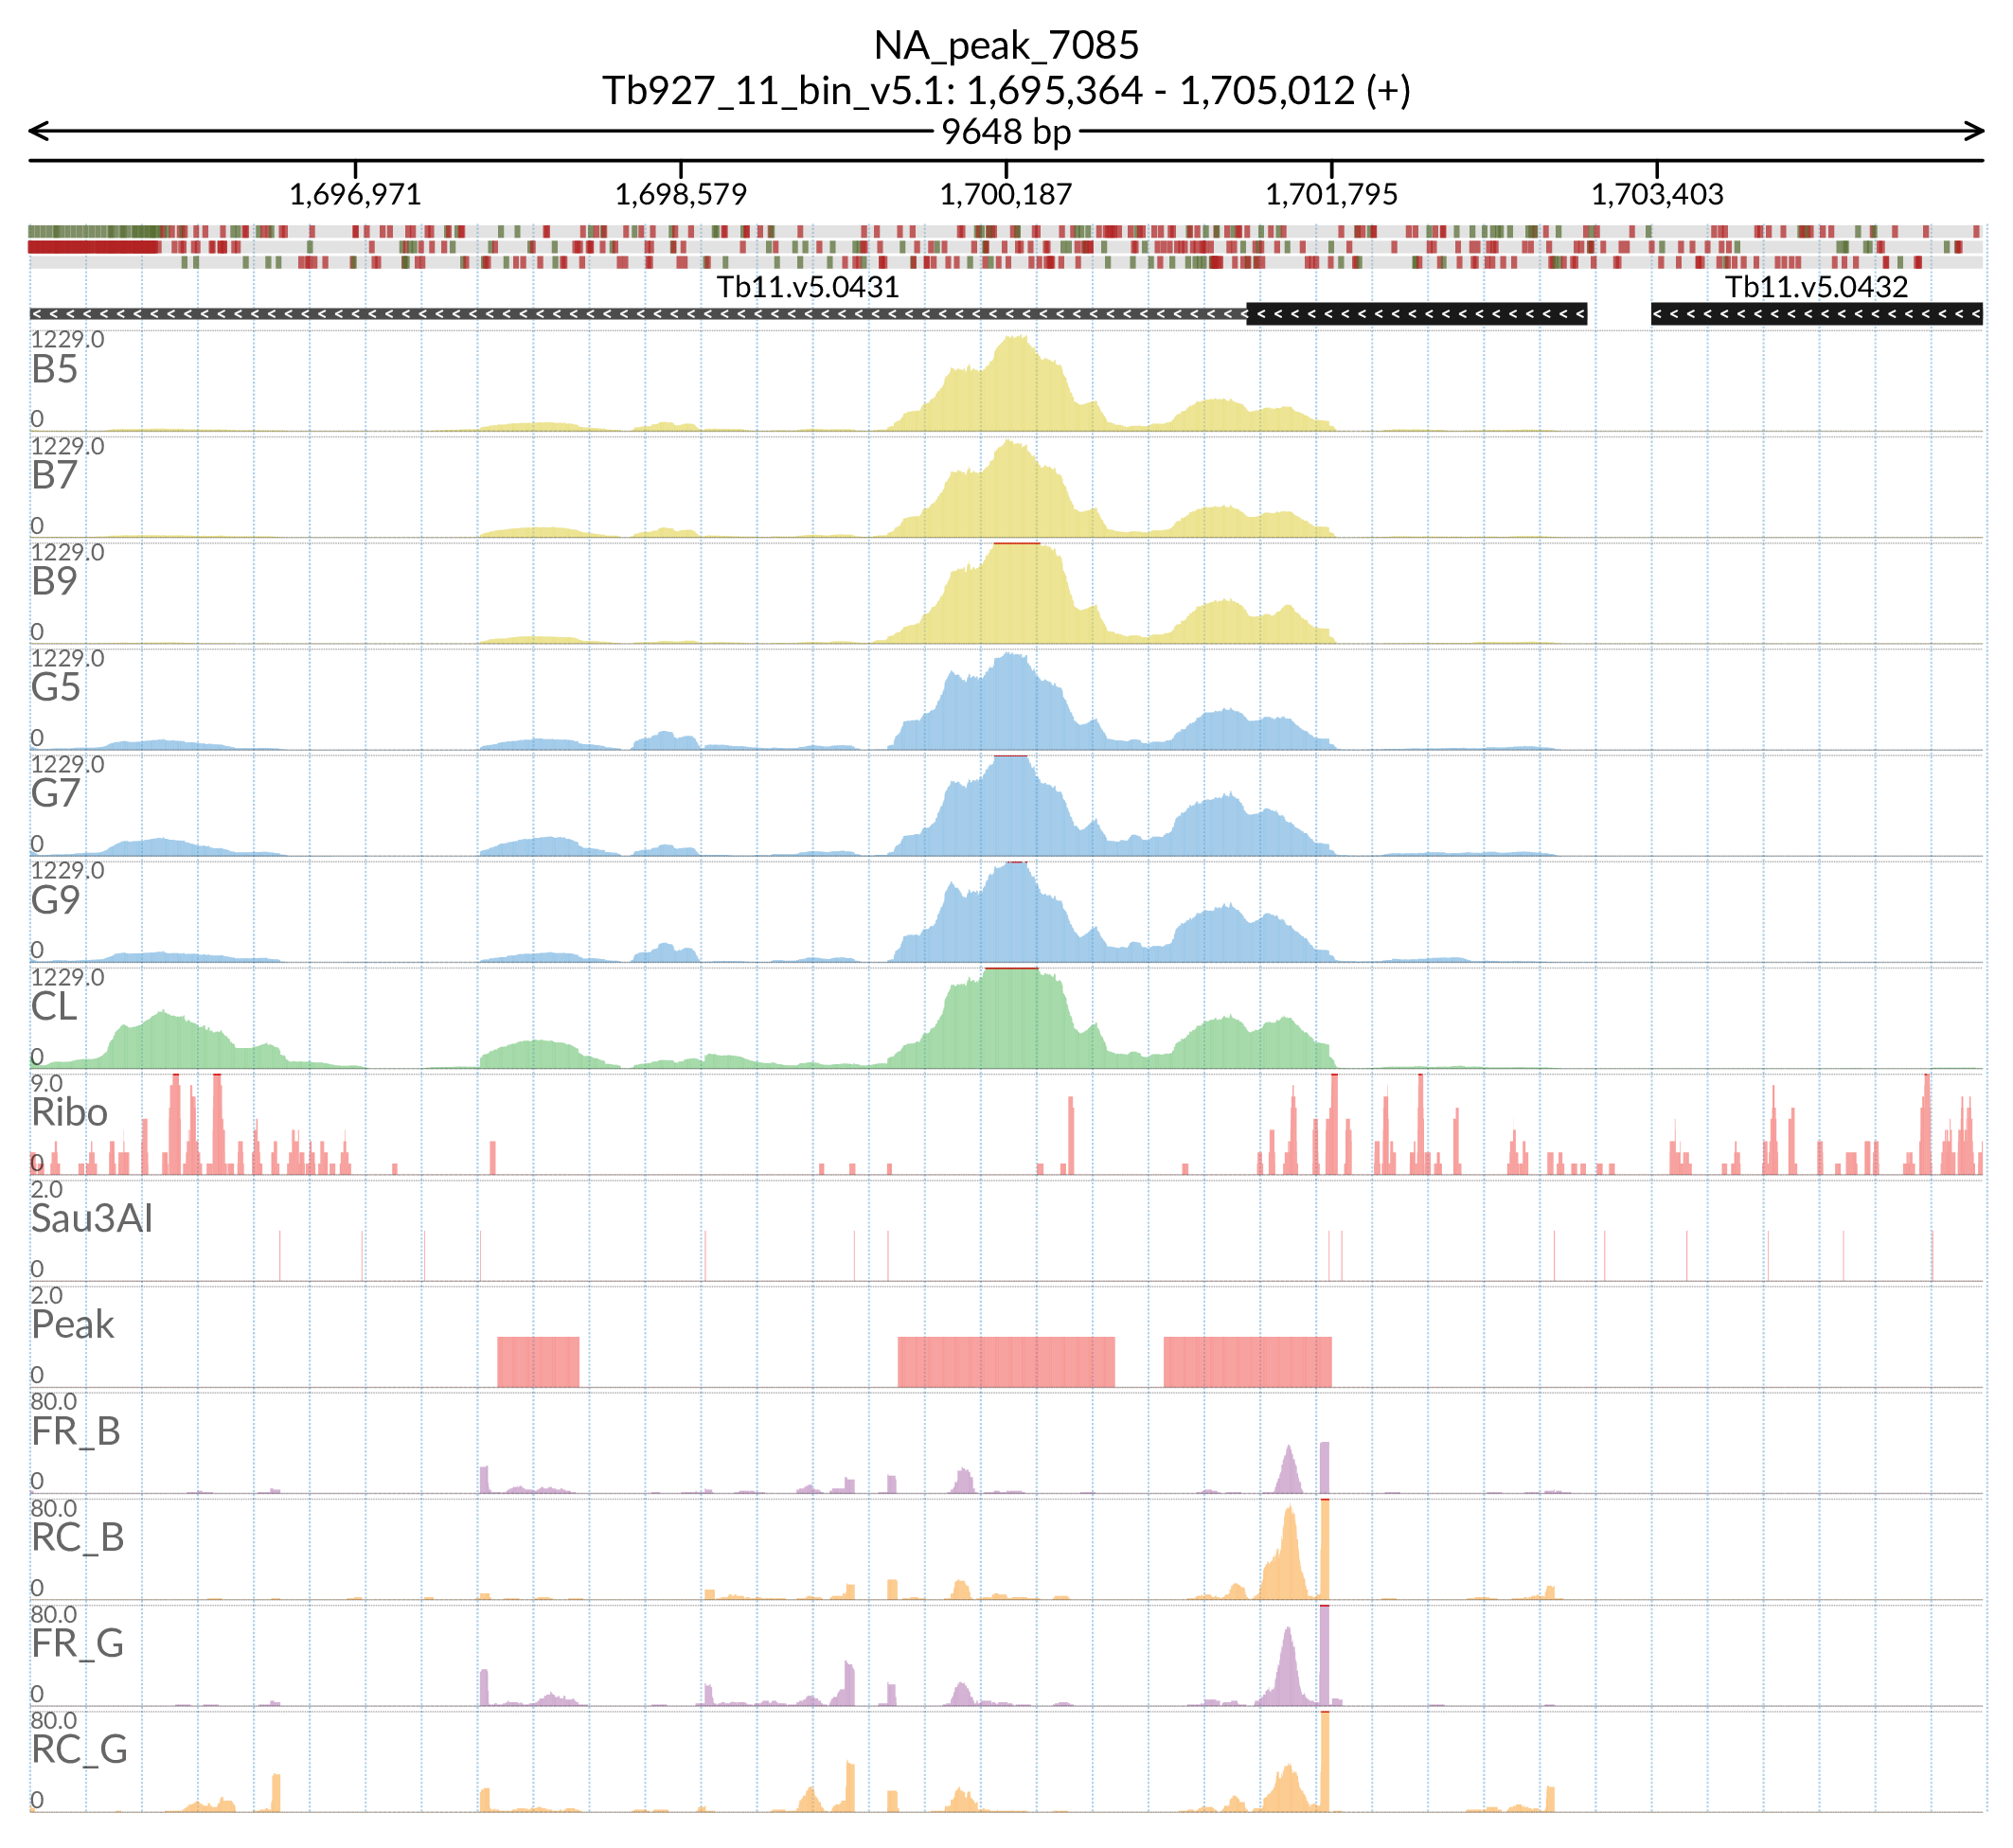 NA_peak_7085
Tb927_11_bin_v5.1: 1,695,364 - 1,705,012 (+)
9648 bp
1,696,971 1,698,579 1,700,187 1,701,795 1,703,403
Tb11.v5.0431 Tb11.v5.0432
1229.0
B5
0
1229.0
B7
0
1229.0
B9
0
1229.0
G5
0
1229.0
G7
0
1229.0
G9
0
1229.0
CL
0
9.0
Ribo
0
2.0
Sau3AI
0
2.0
Peak
0
80.0
FR_B
0
80.0
RC_B
0
80.0
FR_G
0
80.0
RC_G
0